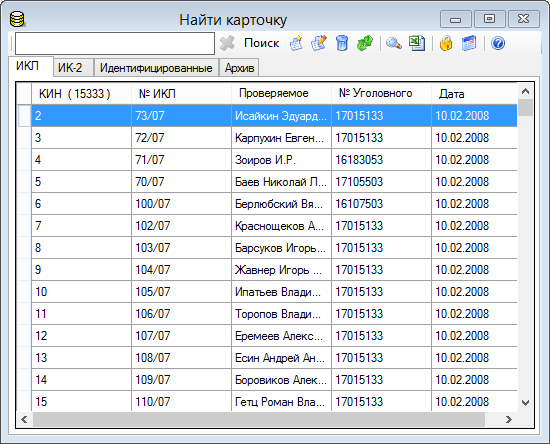 Найти карточку
Поиск
ИКП ИК-2 Идентифицированные Архив
КИН ( 15333 ) № ИКП Проверяемое № Уголовного Дата
2 73/07 Исайкин Эдуард... 17015133 10.02.2008
3 72/07 Карпухин Евген... 17015133 10.02.2008
4 71/07 Зоиров И.Р. 16183053 10.02.2008
5 70/07 Баев Николай Л... 17105503 10.02.2008
6 100/07 Берлюбский Вя... 16107503 10.02.2008
7 102/07 Краснощеков А... 17015133 10.02.2008
8 103/07 Барсуков Игорь... 17015133 10.02.2008
9 104/07 Жавнер Игорь ... 17015133 10.02.2008
10 105/07 Ипатьев Влади... 17015133 10.02.2008
11 106/07 Торопов Влади... 17015133 10.02.2008
12 107/07 Еремеев Алекс... 17015133 10.02.2008
13 108/07 Есин Андрей Ан... 17015133 10.02.2008
14 109/07 Боровиков Алек... 17015133 10.02.2008
15 110/07 Гетц Роман Вла... 17015133 10.02.2008